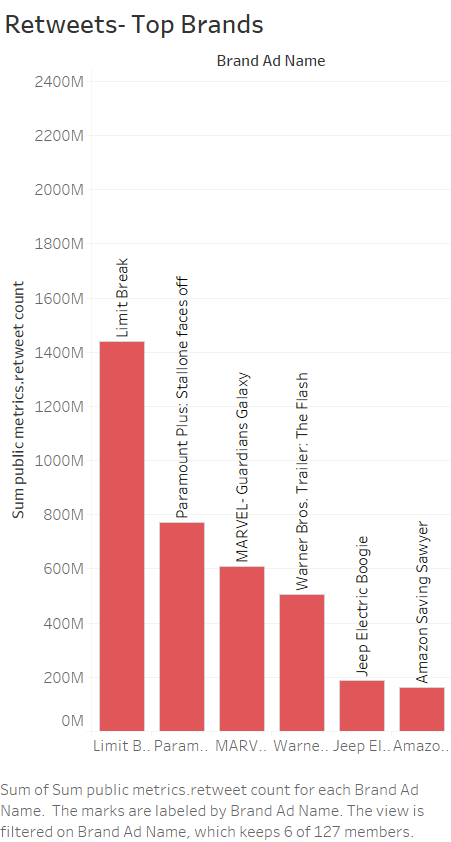 Retweets- Top Brands
Brand Ad Name
2400M
2200M
2000M
1800M
1600M
1400M
1200M
1000M
800M
600M
400M
200M
0M
Sum public metrics.retweet count
Limit Break
Paramount Plus: Stallone faces off
MARVEL- Guardians Galaxy
Warner Bros. Trailer: The Flash
Jeep Electric Boogie
Amazon Saving Sawyer
Limit B..
Param..
MARV..
Warne..
Jeep El..
Amazo..
Sum of Sum public metrics.retweet count for each Brand Ad
Name.  The marks are labeled by Brand Ad Name. The view is
filtered on Brand Ad Name, which keeps 6 of 127 members.